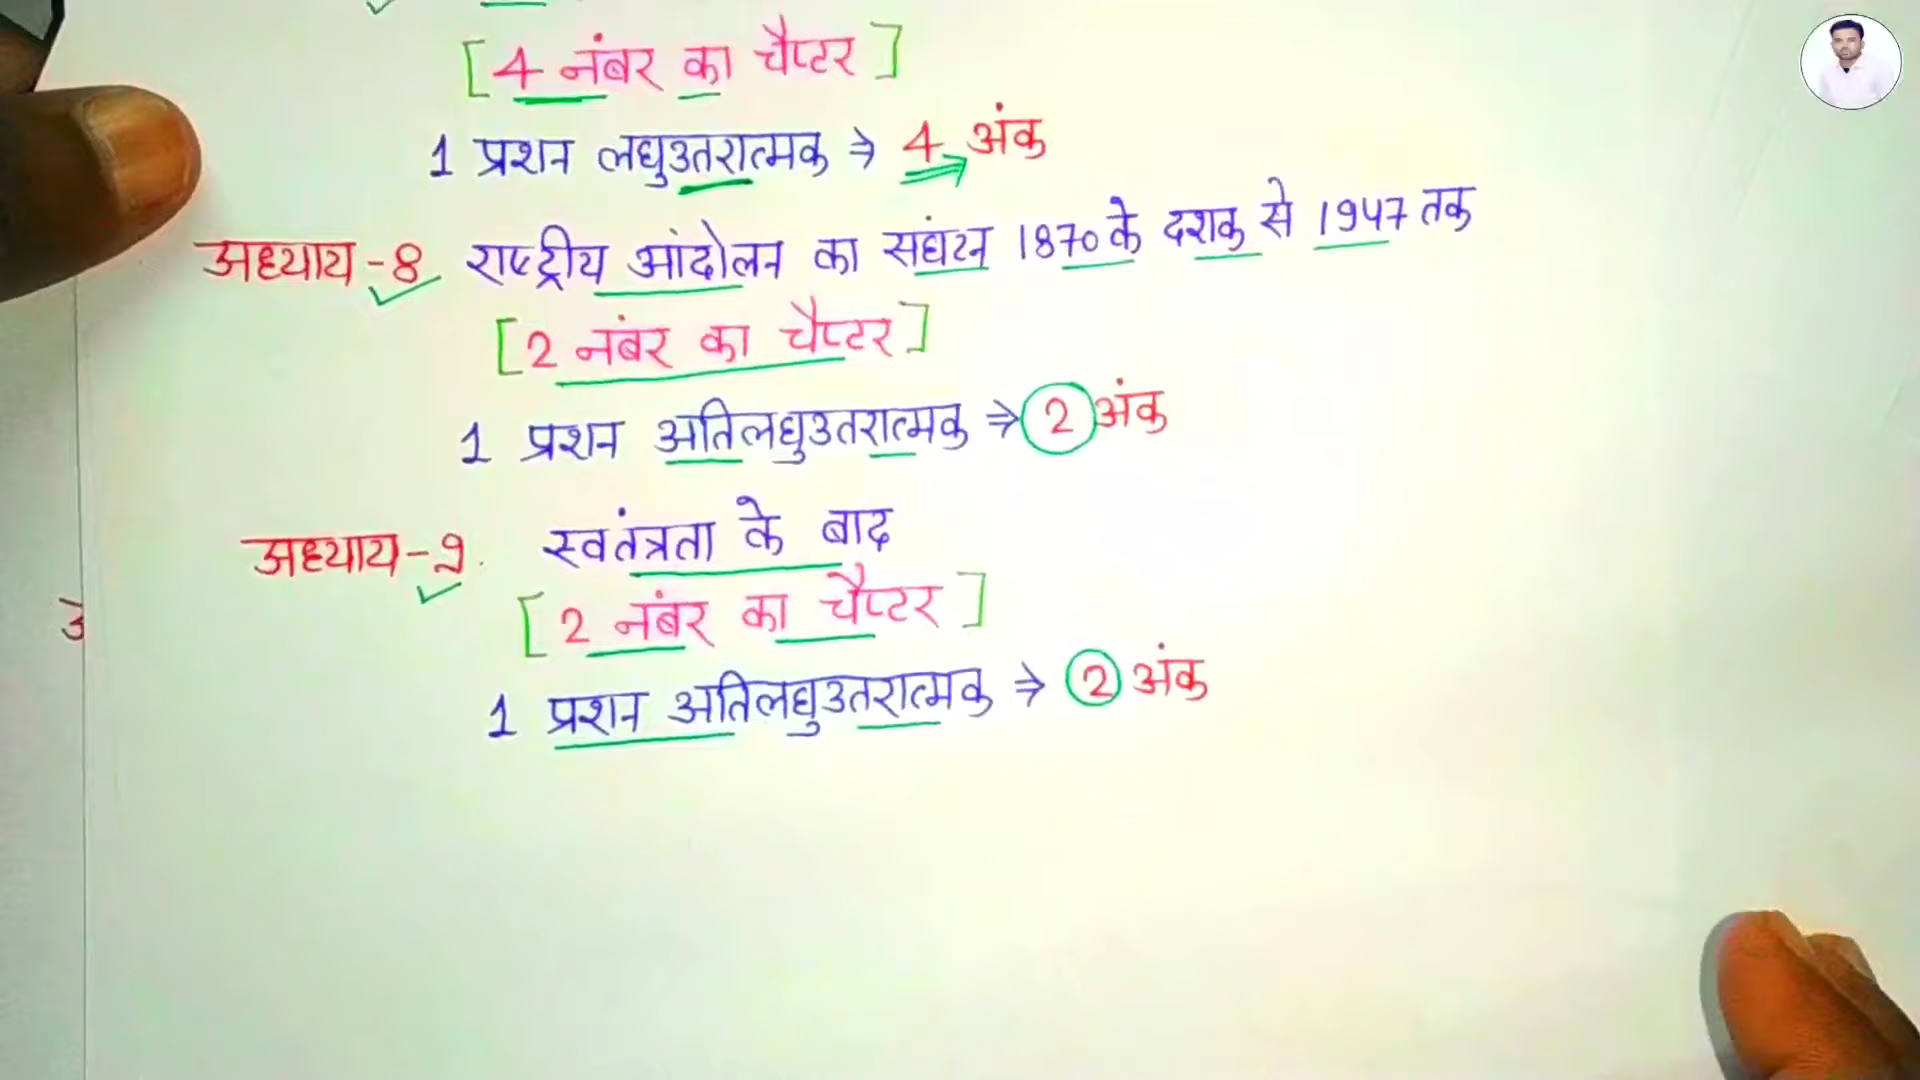 [4 नंबर का चैप्टर]
1 प्रशन लघुउतरात्मक ⇒ 4 अंक
अध्याय-8 राष्ट्रीय आंदोलन का संघटन 1870 के दशक से 1947 तक
[2 नंबर का चैप्टर]
1 प्रशन अतिलघुउतरात्मक ⇒ 2 अंक
अध्याय-9. स्वतंत्रता के बाद
[2 नंबर का चैप्टर]
1 प्रशन अतिलघुउतरात्मक ⇒ 2 अंक